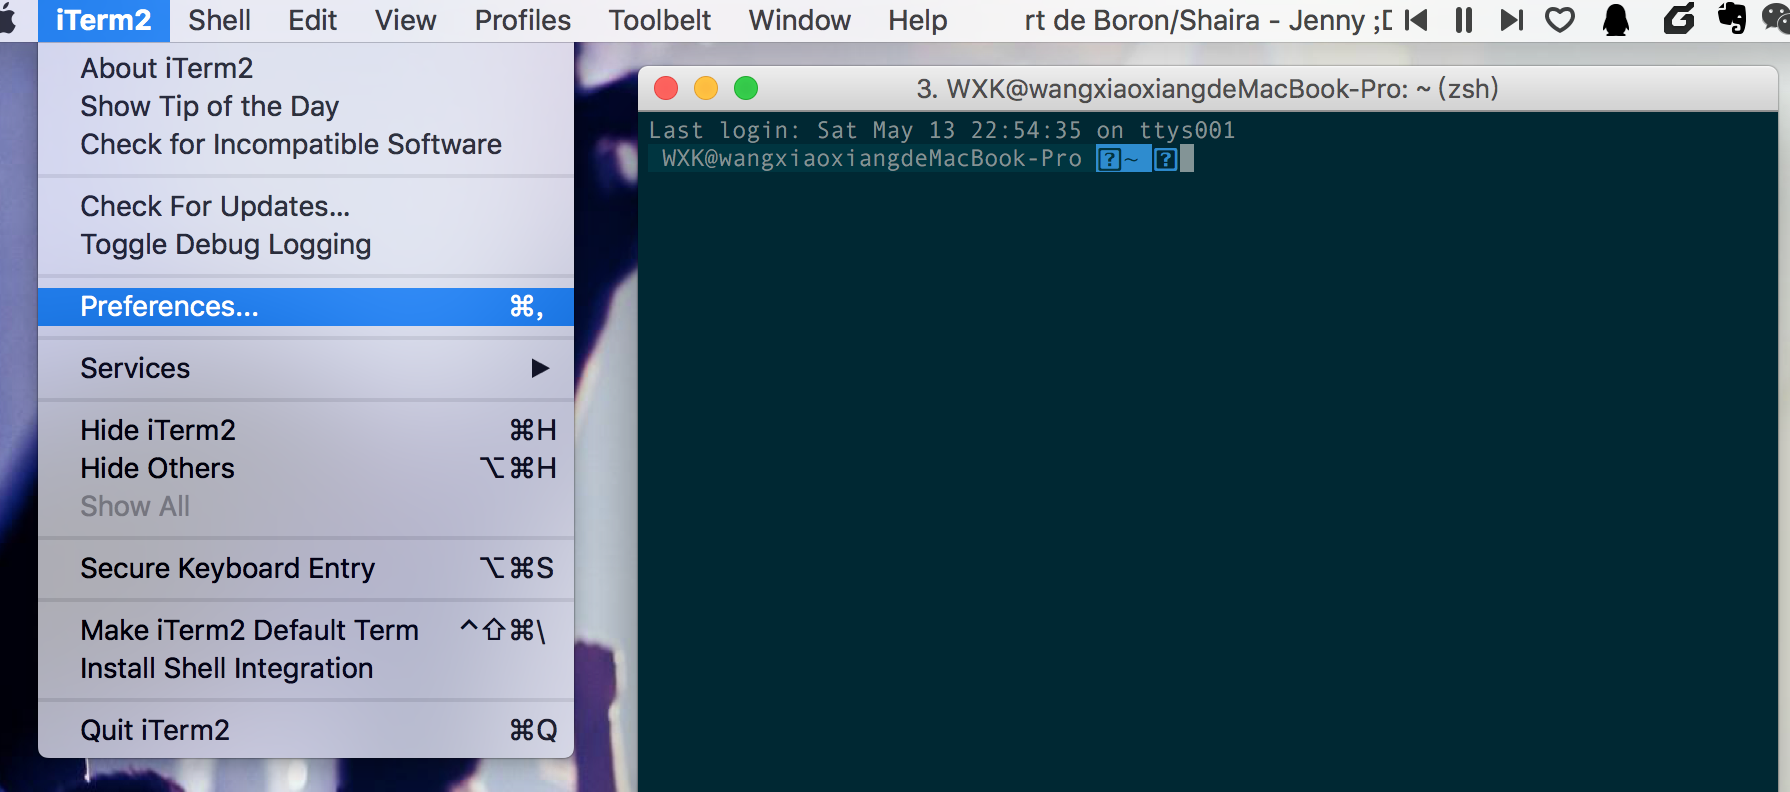 iTerm2 Shell Edit View Profiles Toolbelt Window Help rt de Boron/Shaira - Jenny ;D
About iTerm2
Show Tip of the Day
Check for Incompatible Software
Check For Updates...
Toggle Debug Logging
Preferences... ⌘,
Services ▶
Hide iTerm2 ⌘H
Hide Others ⌥⌘H
Show All
Secure Keyboard Entry ⌥⌘S
Make iTerm2 Default Term ^⇧⌘\
Install Shell Integration
Quit iTerm2 ⌘Q
3. WXK@wangxiaoxiangdeMacBook-Pro: ~ (zsh)
Last login: Sat May 13 22:54:35 on ttys001
WXK@wangxiaoxiangdeMacBook-Pro ?~ ?